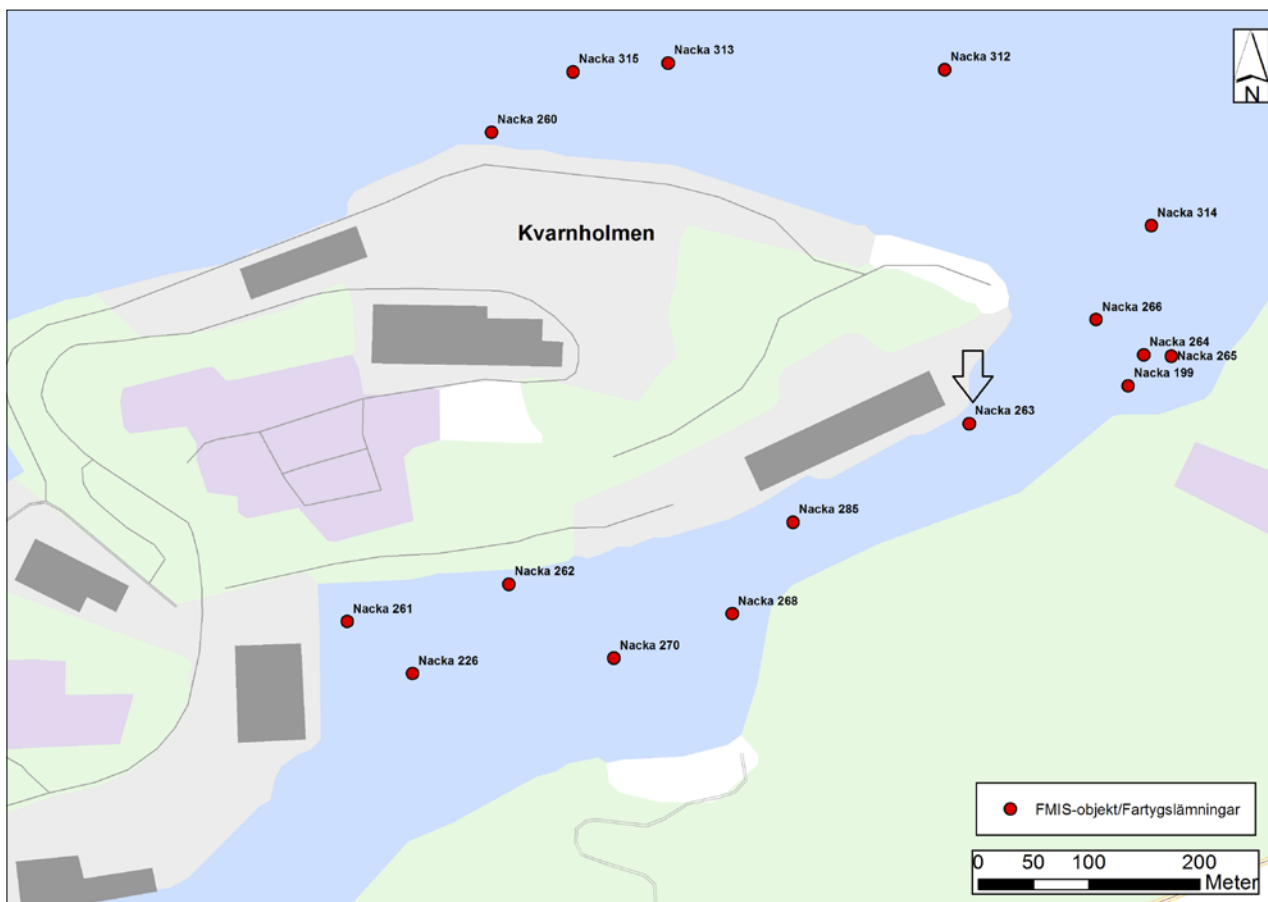 Nacka 313
Nacka 315
Nacka 312
N
Nacka 260
Nacka 314
Kvarnholmen
Nacka 266
Nacka 264
Nacka 265
Nacka 199
Nacka 263
Nacka 285
Nacka 262
Nacka 261
Nacka 268
Nacka 270
Nacka 226
FMIS-objekt/Fartygslämningar
0 50 100 200
Meter